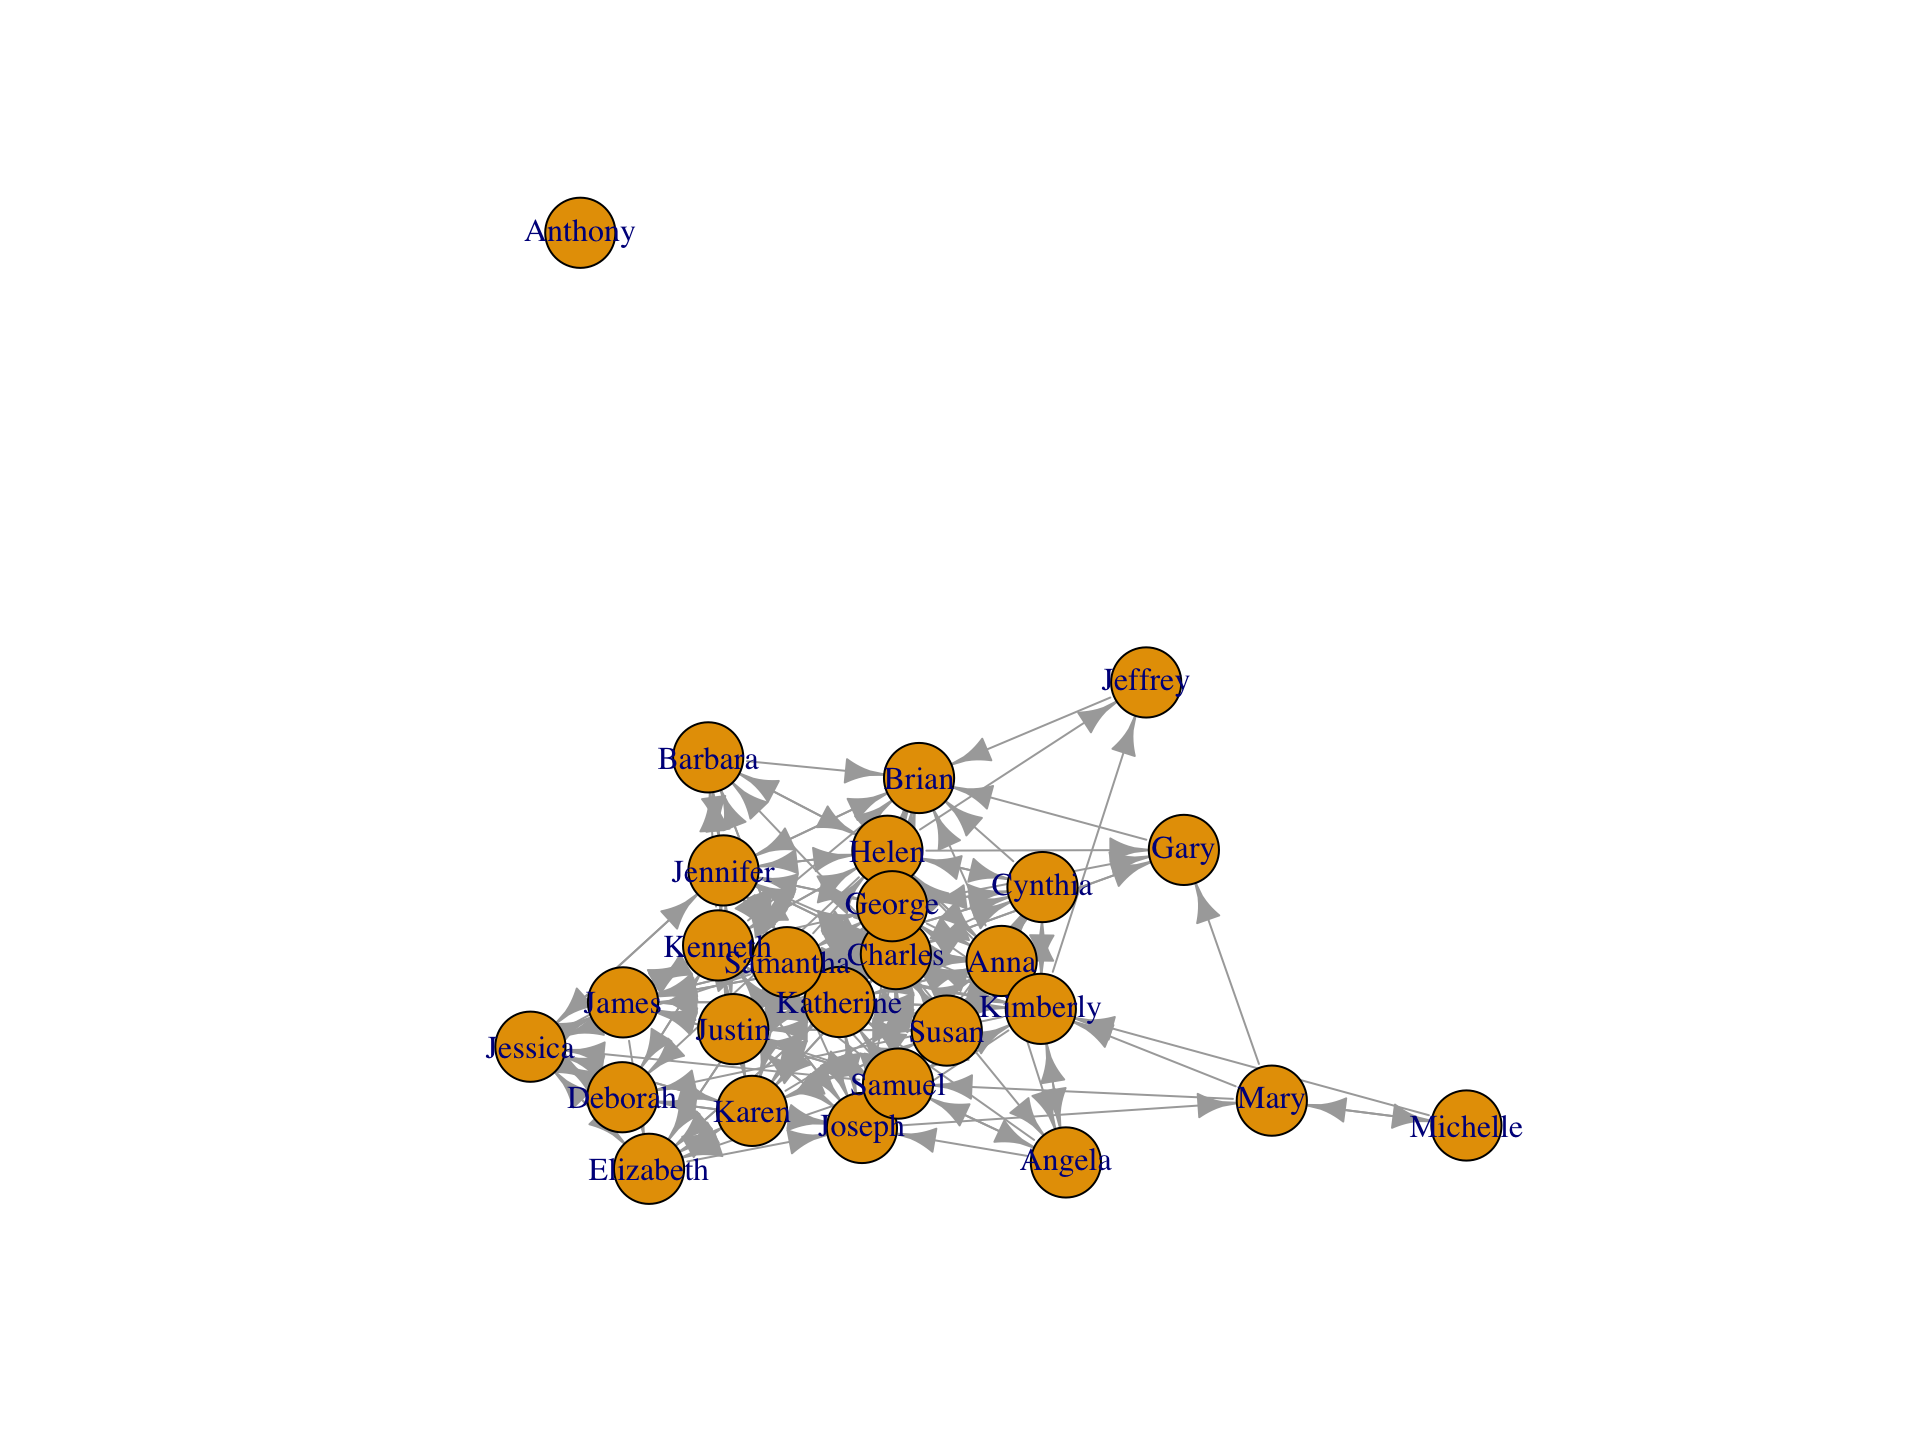 Anthony
Jeffrey
Barbara
Brian
Helen
Gary
Jennifer
Cynthia
George
Kenneth
Samantha
Charles
Anna
James
Katherine
Kimberly
Justin
Susan
Jessica
Samuel
Deborah
Karen
Mary
Joseph
Michelle
Elizabeth
Angela